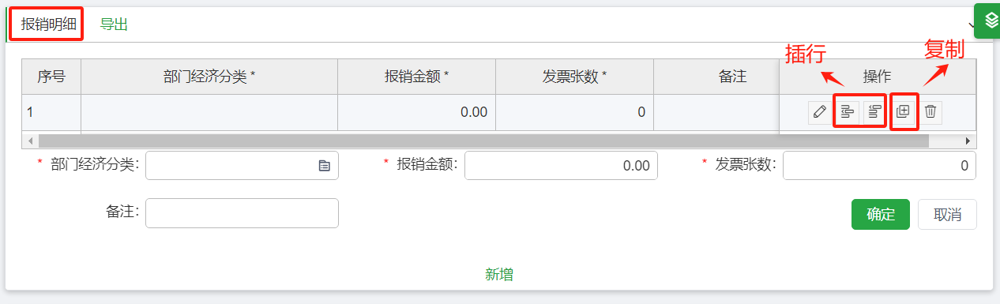 报销明细 导出
插行 复制
序号 部门经济分类 * 报销金额 * 发票张数 * 备注 操作
1 0.00 0
* 部门经济分类: * 报销金额: 0.00 * 发票张数: 0
备注: 确定 取消
新增